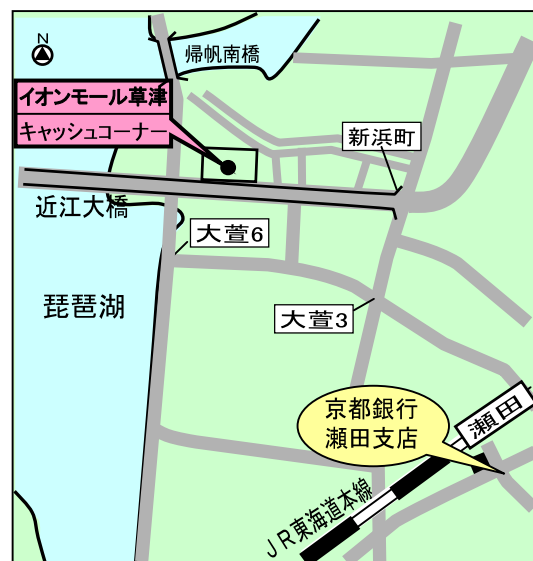 N
帰帆南橋
イオンモール草津
キャッシュコーナー
新浜町
近江大橋
大萱6
琵琶湖
大萱3
京都銀行
瀬田支店
瀬田
JR東海道本線